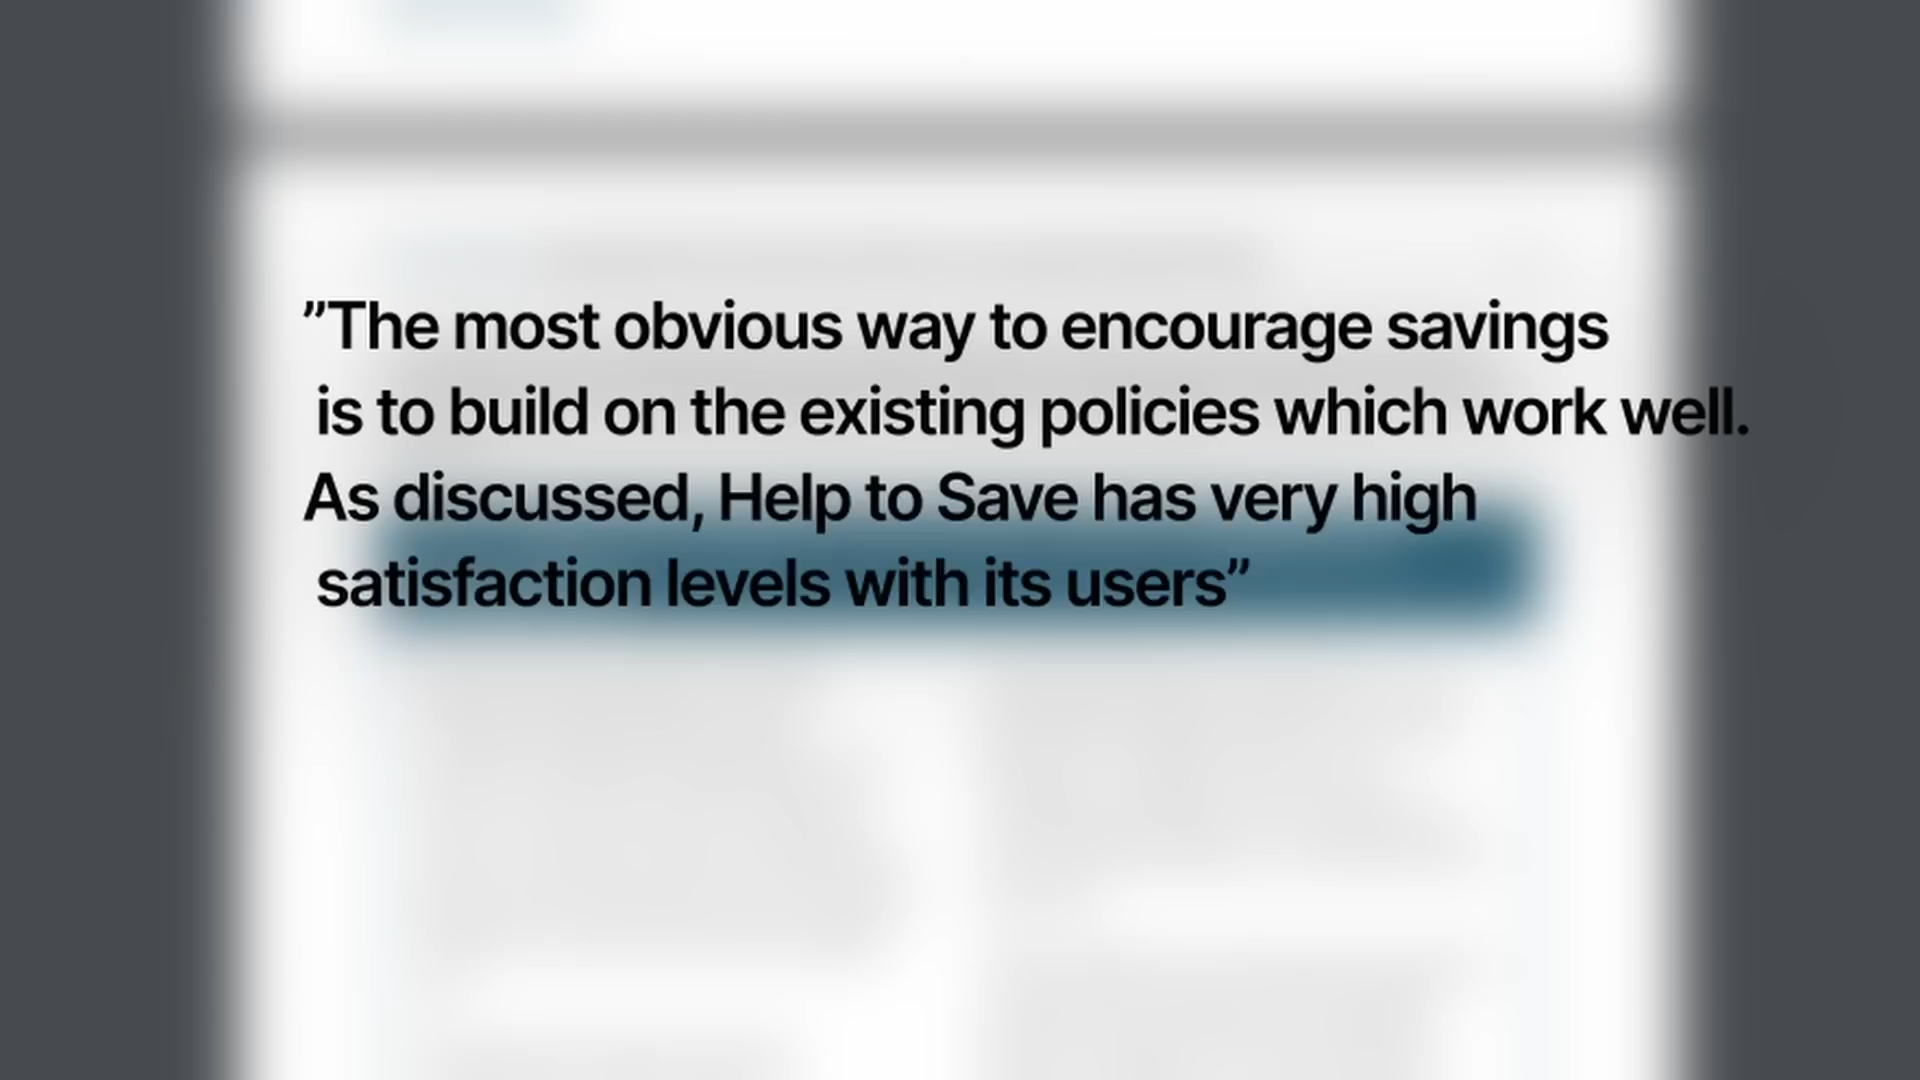 ”The most obvious way to encourage savings
is to build on the existing policies which work well.
As discussed, Help to Save has very high
satisfaction levels with its users”